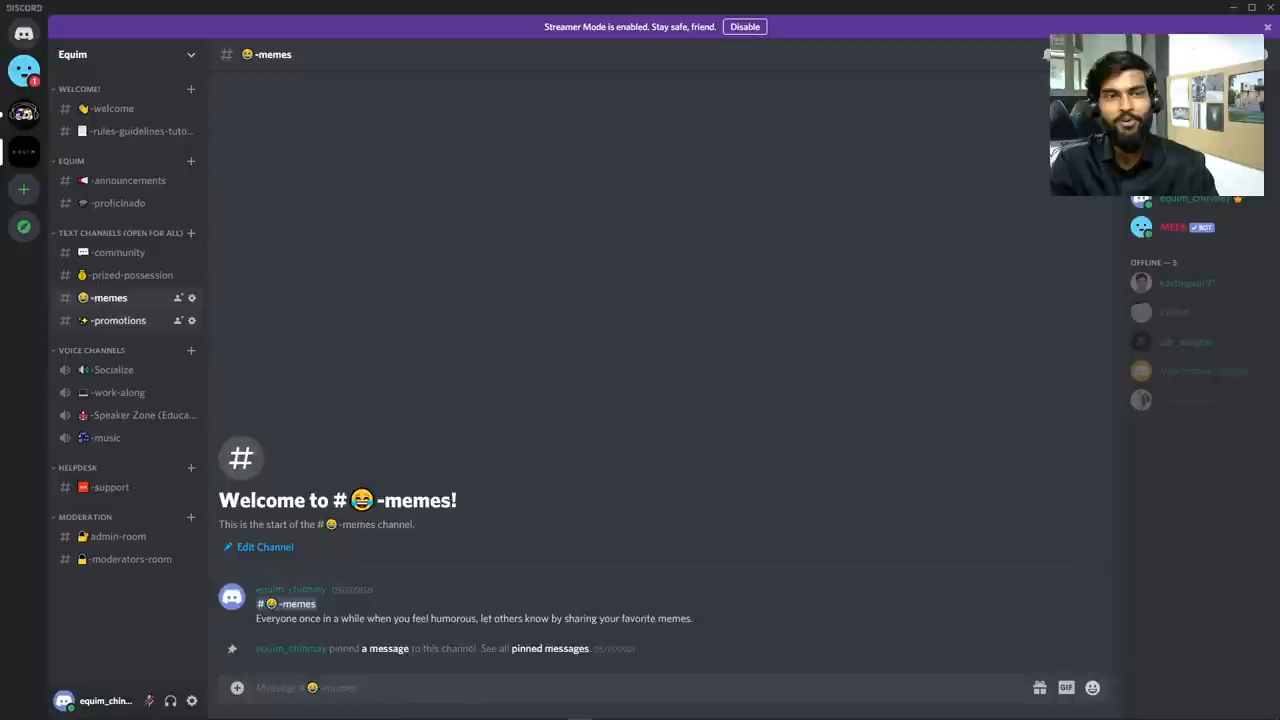 DISCORD
Streamer Mode is enabled. Stay safe, friend. Disable
Equim
# 😂-memes
WELCOME!
👋-welcome
-rules-guidelines-tuto...
EQUIM
-announcements
-proficinado
TEXT CHANNELS (OPEN FOR ALL)
-community
-prized-possession
😂-memes
✨-promotions
VOICE CHANNELS
-Socialize
-work-along
-Speaker Zone (Educa...
-music
HELPDESK
-support
MODERATION
admin-room
-moderators-room
equim_chin...
Welcome to #😂-memes!
This is the start of the #😂-memes channel.
Edit Channel
equim_chinmay
# 😂-memes
Everyone once in a while when you feel humorous, let others know by sharing your favorite memes.
equim_chinmay pinned a message to this channel. See all pinned messages.
Message #😂-memes
GIF
equim_chinmay
MEE6 BOT
OFFLINE — 5